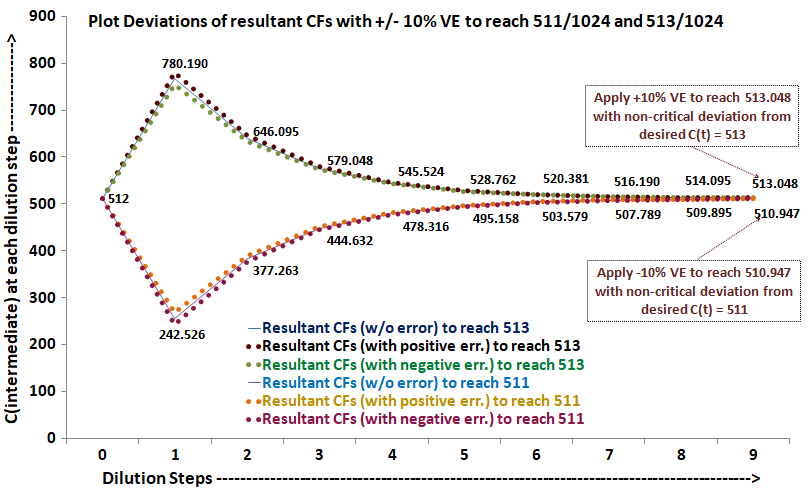 Plot Deviations of resultant CFs with +/- 10% VE to reach 511/1024 and 513/1024
C(intermediate) at each dilution step --------------->
900
800
700
600
500
400
300
200
100
0
780.190
646.095
579.048
545.524
528.762
520.381
516.190
514.095
513.048
512
242.526
377.263
444.632
478.316
495.158
503.579
507.789
509.895
510.947
Apply +10% VE to reach 513.048
with non-critical deviation from
desired C(t) = 513
Apply -10% VE to reach 510.947
with non-critical deviation from
desired C(t) = 511
Resultant CFs (w/o error) to reach 513
Resultant CFs (with positive err.) to reach 513
Resultant CFs (with negative err.) to reach 513
Resultant CFs (w/o error) to reach 511
Resultant CFs (with positive err.) to reach 511
Resultant CFs (with negative err.) to reach 511
0 1 2 3 4 5 6 7 8 9
Dilution Steps ---------------------------------------------------------------->